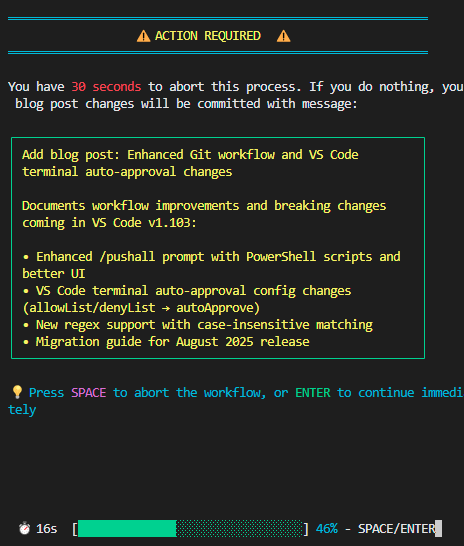 ⚠ ACTION REQUIRED ⚠
You have 30 seconds to abort this process. If you do nothing, you
blog post changes will be committed with message:
Add blog post: Enhanced Git workflow and VS Code
terminal auto-approval changes
Documents workflow improvements and breaking changes
coming in VS Code v1.103:
• Enhanced /pushall prompt with PowerShell scripts and
better UI
• VS Code terminal auto-approval config changes
(allowList/denyList → autoApprove)
• New regex support with case-insensitive matching
• Migration guide for August 2025 release
💡 Press SPACE to abort the workflow, or ENTER to continue immedi
tely
⏱ 16s [ ] 46% - SPACE/ENTER